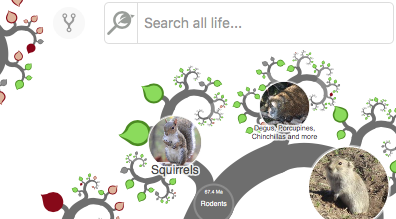 Search all life...
Degus, Porcupines,
Chinchillas and more
Squirrels
67.4 Ma
Rodents